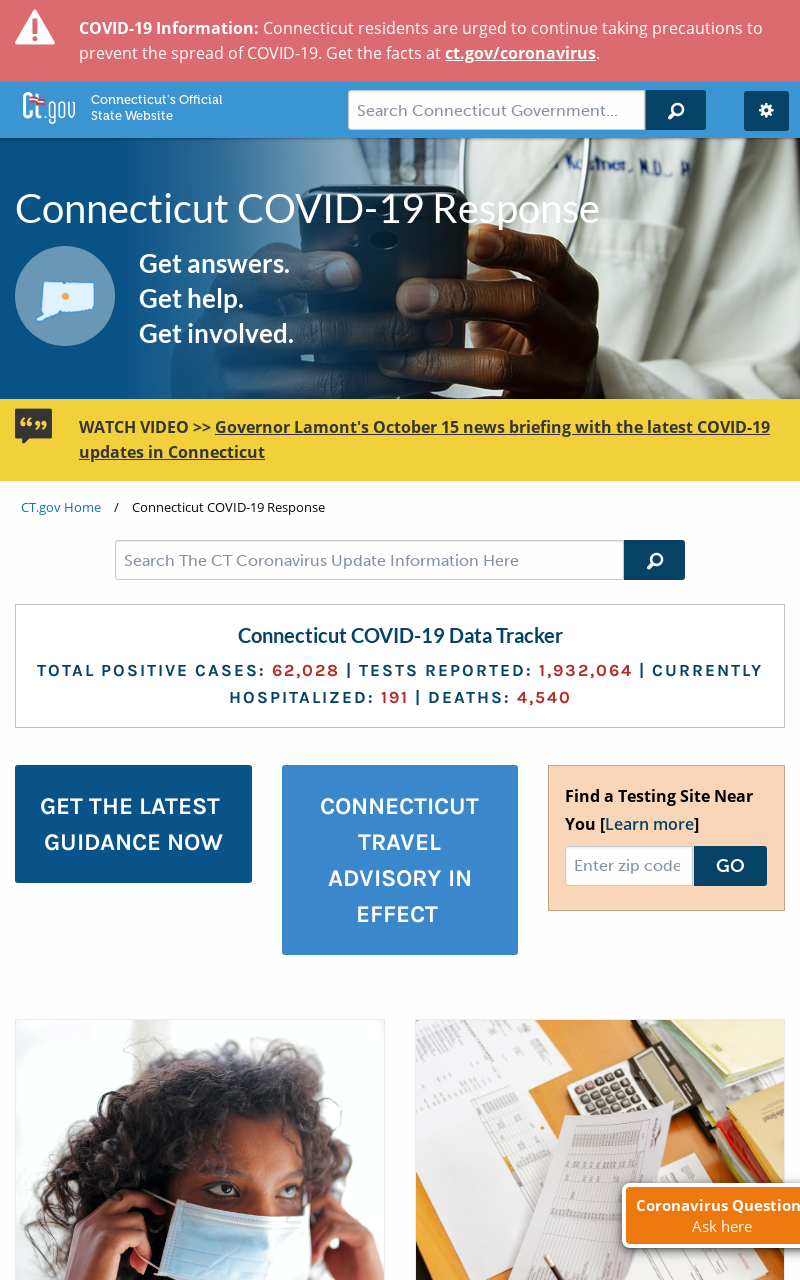 COVID-19 Information: Connecticut residents are urged to continue taking precautions to
prevent the spread of COVID-19. Get the facts at ct.gov/coronavirus.
Ct.gov
Connecticut's Official
State Website
Search Connecticut Government...
Connecticut COVID-19 Response
Get answers.
Get help.
Get involved.
WATCH VIDEO >> Governor Lamont's October 15 news briefing with the latest COVID-19
updates in Connecticut
CT.gov Home / Connecticut COVID-19 Response
Search The CT Coronavirus Update Information Here
Connecticut COVID-19 Data Tracker
TOTAL POSITIVE CASES: 62,028 | TESTS REPORTED: 1,932,064 | CURRENTLY
HOSPITALIZED: 191 | DEATHS: 4,540
GET THE LATEST
GUIDANCE NOW
CONNECTICUT
TRAVEL
ADVISORY IN
EFFECT
Find a Testing Site Near
You [Learn more]
Enter zip code
GO
Coronavirus Question
Ask here